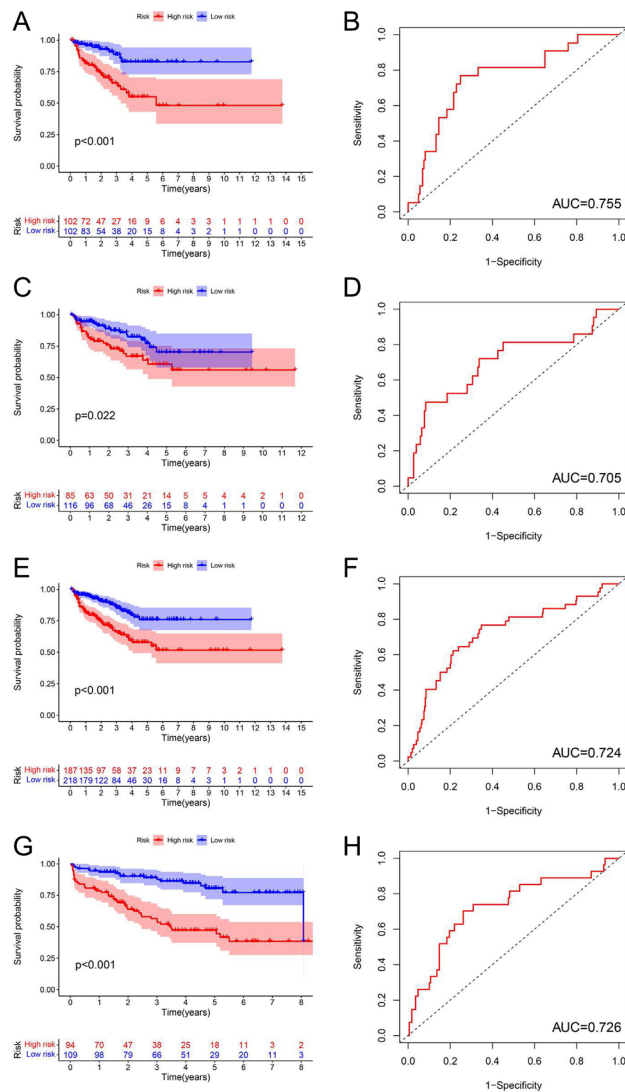 A
Risk High risk Low risk
Survival probability
1.00
0.75
0.50
0.25
0.00
p<0.001
0 1 2 3 4 5 6 7 8 9 10 11 12 13 14 15
Time(years)
Risk
High risk 102 72 47 27 16 9 6 4 3 3 1 1 1 1 0 0
Low risk 102 83 54 38 20 15 8 4 3 2 1 1 0 0 0 0
0 1 2 3 4 5 6 7 8 9 10 11 12 13 14 15
Time(years)
B
Sensitivity
1.0
0.8
0.6
0.4
0.2
0.0
AUC=0.755
0.0 0.2 0.4 0.6 0.8 1.0
1-Specificity
C
Risk High risk Low risk
Survival probability
1.00
0.75
0.50
0.25
0.00
p=0.022
0 1 2 3 4 5 6 7 8 9 10 11 12
Time(years)
Risk
High risk 85 63 50 31 21 14 5 5 4 4 2 1 0
Low risk 116 96 68 46 26 15 8 4 1 1 0 0 0
0 1 2 3 4 5 6 7 8 9 10 11 12
Time(years)
D
Sensitivity
1.0
0.8
0.6
0.4
0.2
0.0
AUC=0.705
0.0 0.2 0.4 0.6 0.8 1.0
1-Specificity
E
Risk High risk Low risk
Survival probability
1.00
0.75
0.50
0.25
0.00
p<0.001
0 1 2 3 4 5 6 7 8 9 10 11 12 13 14 15
Time(years)
Risk
High risk 187 135 97 58 37 23 11 9 7 7 3 2 1 1 0 0
Low risk 218 179 122 84 46 30 16 8 4 3 1 1 0 0 0 0
0 1 2 3 4 5 6 7 8 9 10 11 12 13 14 15
Time(years)
F
Sensitivity
1.0
0.8
0.6
0.4
0.2
0.0
AUC=0.724
0.0 0.2 0.4 0.6 0.8 1.0
1-Specificity
G
Risk High risk Low risk
Survival probability
1.00
0.75
0.50
0.25
0.00
p<0.001
0 1 2 3 4 5 6 7 8
Time(years)
Risk
High risk 94 70 47 38 25 18 11 3 2
Low risk 109 98 79 66 51 29 20 11 3
0 1 2 3 4 5 6 7 8
Time(years)
H
Sensitivity
1.0
0.8
0.6
0.4
0.2
0.0
AUC=0.726
0.0 0.2 0.4 0.6 0.8 1.0
1-Specificity